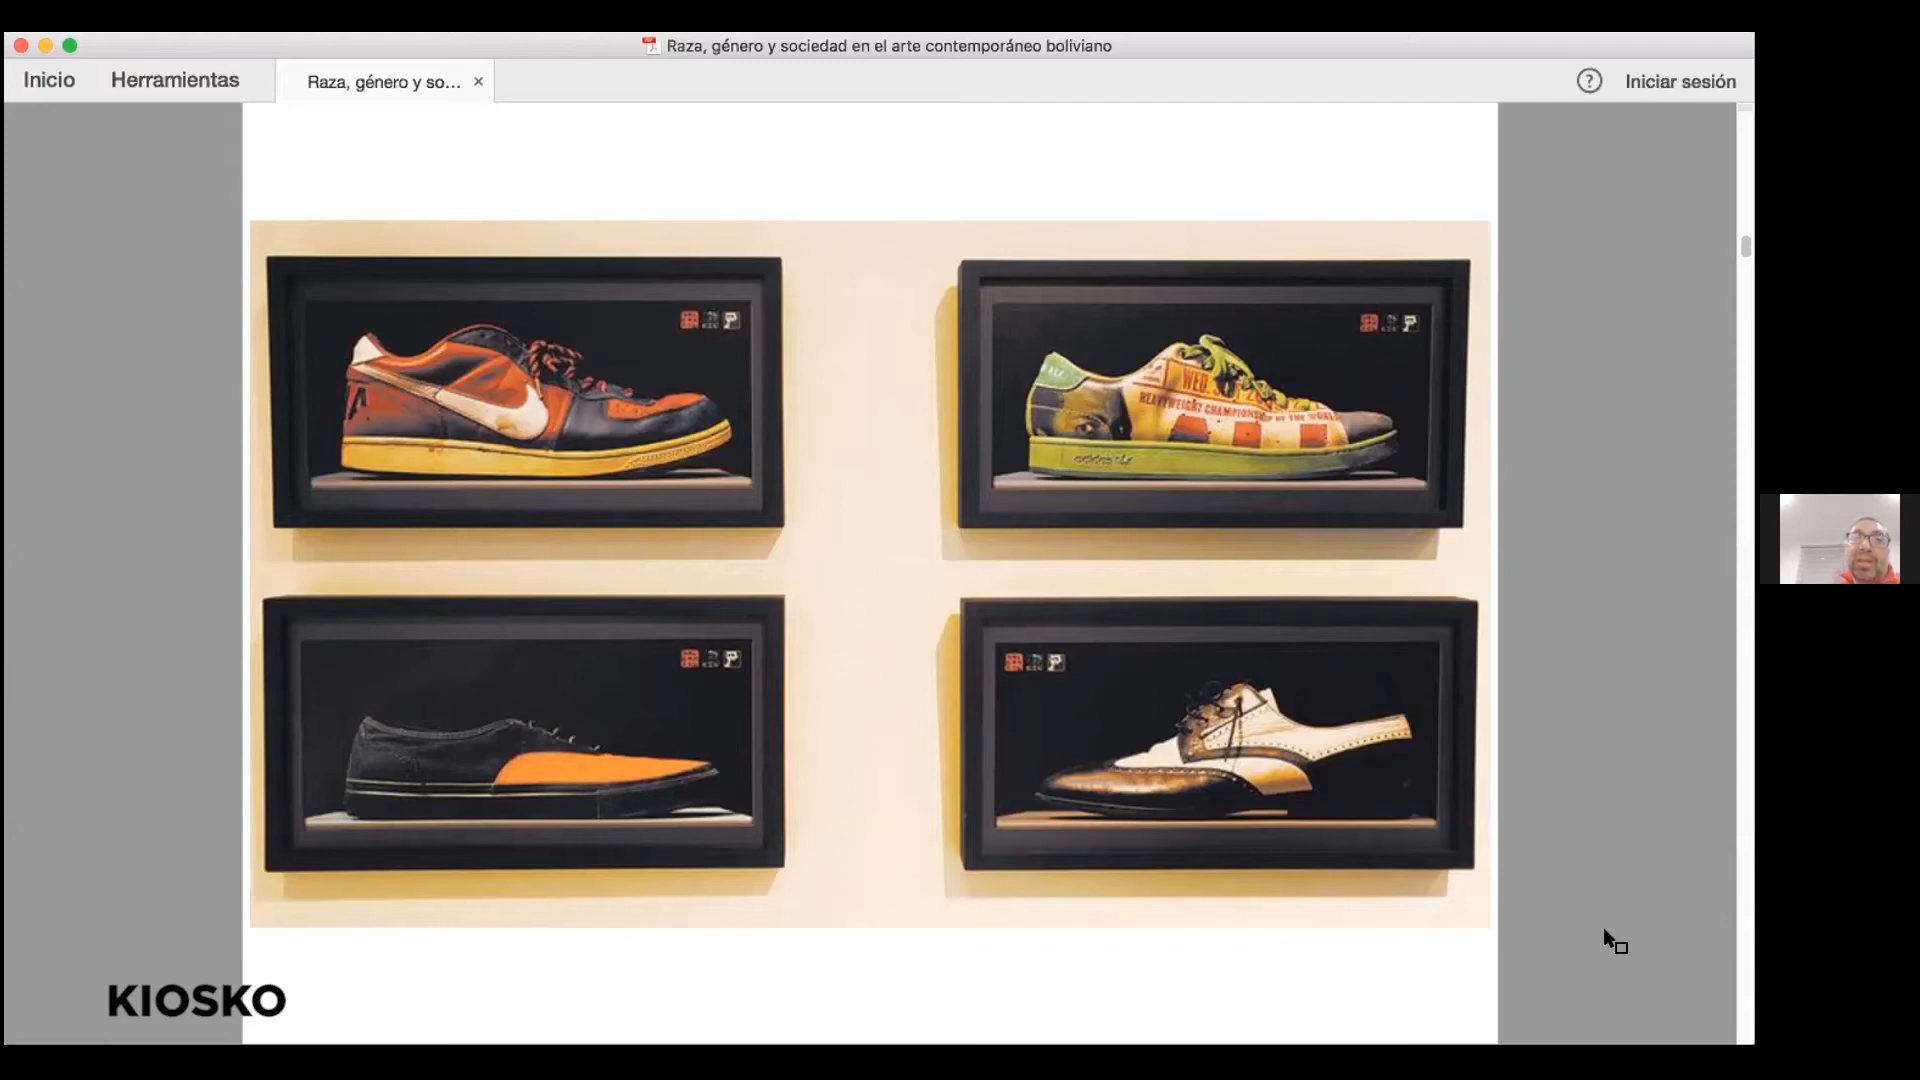 Raza, género y sociedad en el arte contemporáneo boliviano
Inicio
Herramientas
Raza, género y so...
Iniciar sesión
WED.
HEAVYWEIGHT CHAMPIONSHIP OF THE WORLD
adidas
KIOSKO